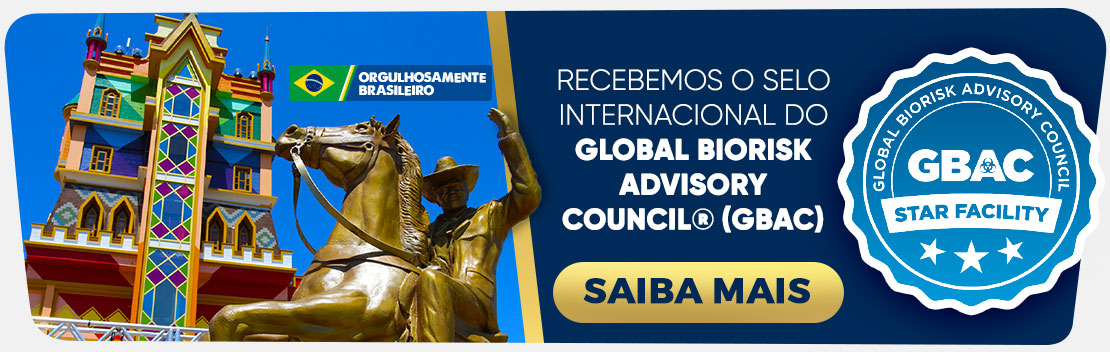 ORGULHOSAMENTE
BRASILEIRO
RECEBEMOS O SELO
INTERNACIONAL DO
GLOBAL BIORISK
ADVISORY
COUNCIL® (GBAC)
SAIBA MAIS
GLOBAL BIORISK ADVISORY COUNCIL
GBAC
STAR FACILITY